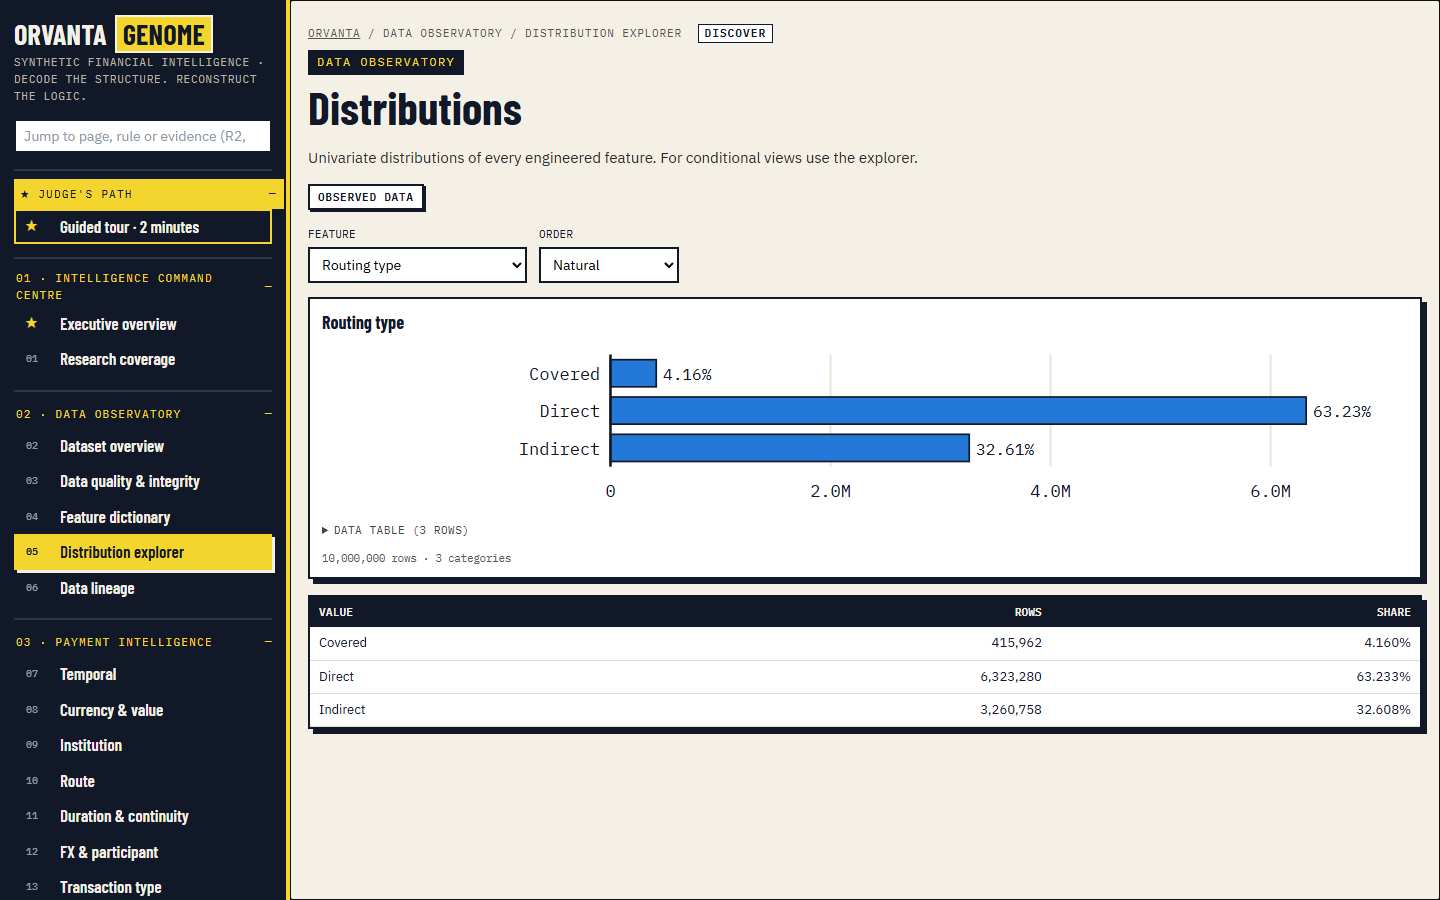 ORVANTA GENOME
SYNTHETIC FINANCIAL INTELLIGENCE ·
DECODE THE STRUCTURE. RECONSTRUCT
THE LOGIC.
Jump to page, rule or evidence (R2,
★ JUDGE'S PATH –
★ Guided tour · 2 minutes
01 · INTELLIGENCE COMMAND
CENTRE –
★ Executive overview
01 Research coverage
02 · DATA OBSERVATORY –
02 Dataset overview
03 Data quality & integrity
04 Feature dictionary
05 Distribution explorer
06 Data lineage
03 · PAYMENT INTELLIGENCE –
07 Temporal
08 Currency & value
09 Institution
10 Route
11 Duration & continuity
12 FX & participant
13 Transaction type
ORVANTA / DATA OBSERVATORY / DISTRIBUTION EXPLORER DISCOVER
DATA OBSERVATORY
Distributions
Univariate distributions of every engineered feature. For conditional views use the explorer.
OBSERVED DATA
FEATURE ORDER
Routing type Natural
Routing type
Covered 4.16%
Direct 63.23%
Indirect 32.61%
0 2.0M 4.0M 6.0M
▶ DATA TABLE (3 ROWS)
10,000,000 rows · 3 categories
VALUE ROWS SHARE
Covered 415,962 4.160%
Direct 6,323,280 63.233%
Indirect 3,260,758 32.608%